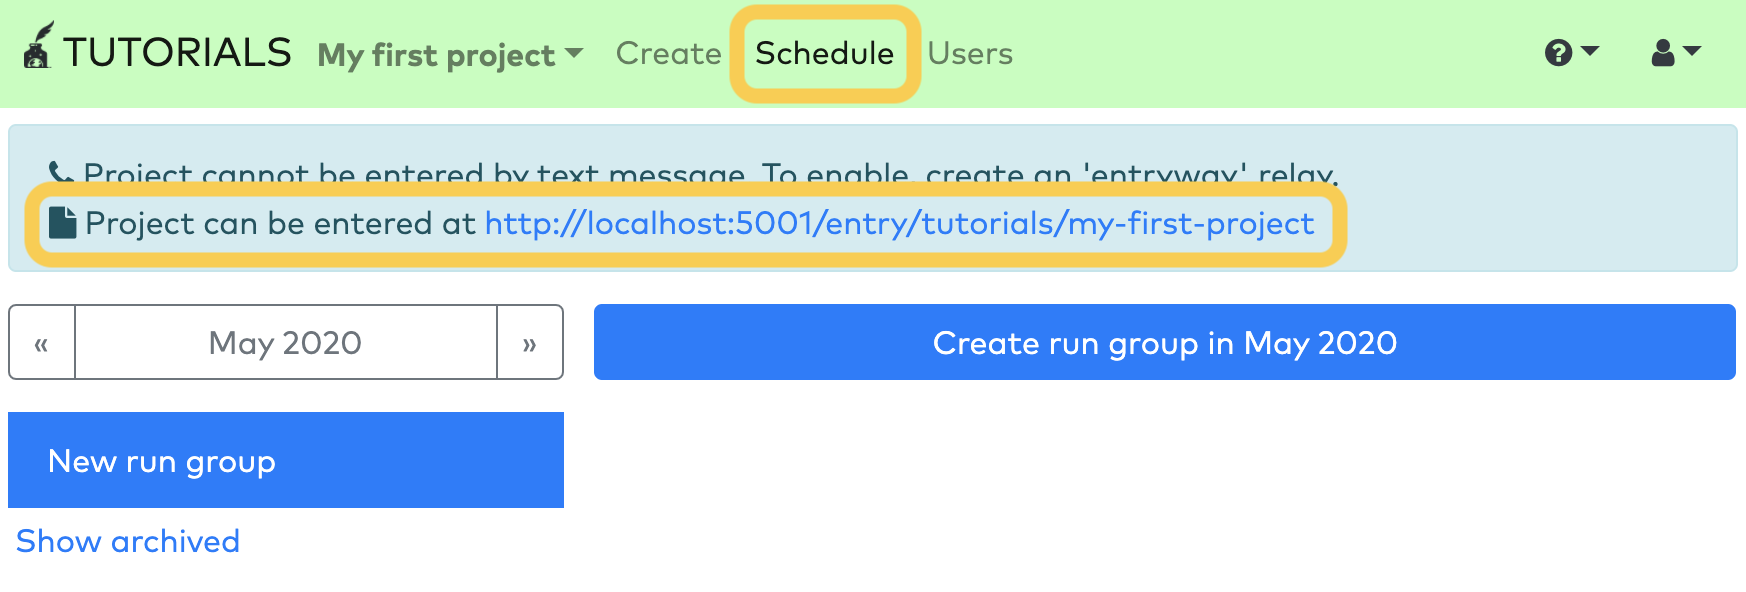 TUTORIALS My first project Create Schedule Users
Project cannot be entered by text message. To enable, create an 'entryway' relay.
Project can be entered at http://localhost:5001/entry/tutorials/my-first-project
« May 2020 » Create run group in May 2020
New run group
Show archived